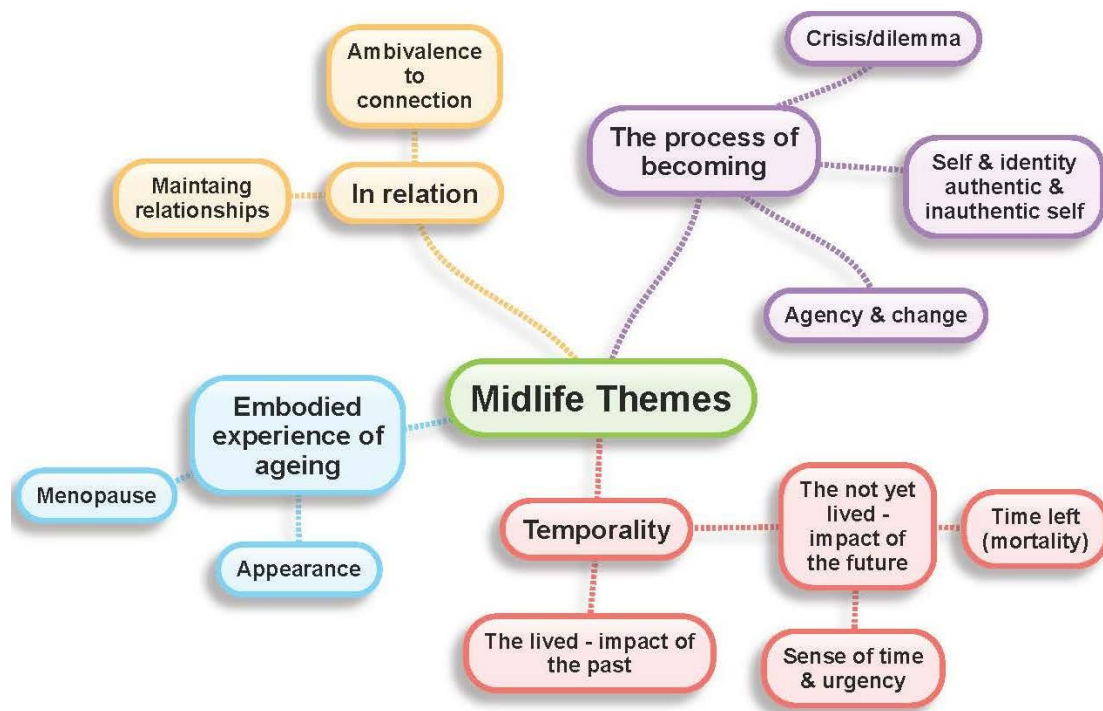 Ambivalence
to
connection
Maintaing
relationships
In relation
Crisis/dilemma
The process of
becoming
Self & identity
authentic &
inauthentic self
Agency & change
Midlife Themes
Embodied
experience of
ageing
Menopause
Appearance
Temporality
The not yet
lived -
impact of
the future
Time left
(mortality)
The lived - impact of
the past
Sense of time
& urgency